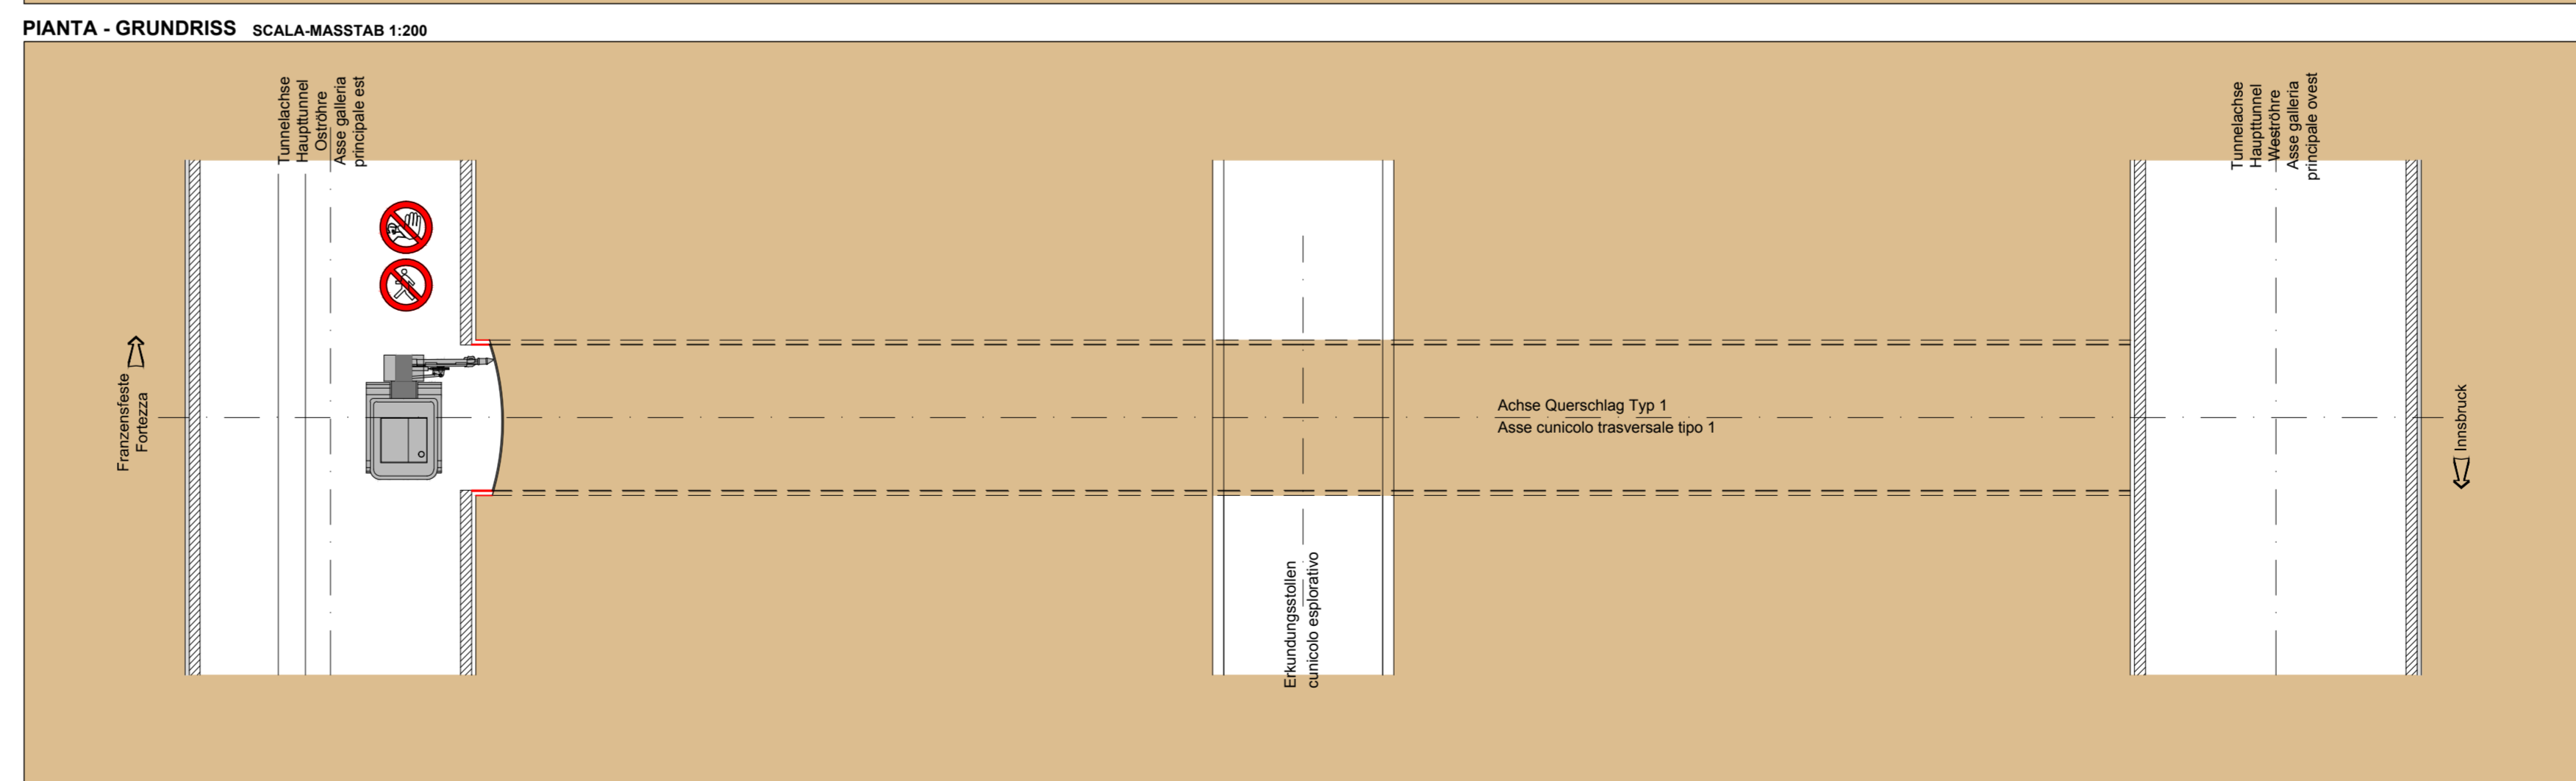 PIANTA - GRUNDRISS SCALA-MASSTAB 1:200
Tunnelachse
Haupttunnel
Oströhre
Asse galleria
principale est
Tunnelachse
Haupttunnel
Weströhre
Asse galleria
principale ovest
Franzensfeste
Fortezza
Achse Querschlag Typ 1
Asse cunicolo trasversale tipo 1
Innsbruck
Erkundungsstollen
cunicolo esplorativo